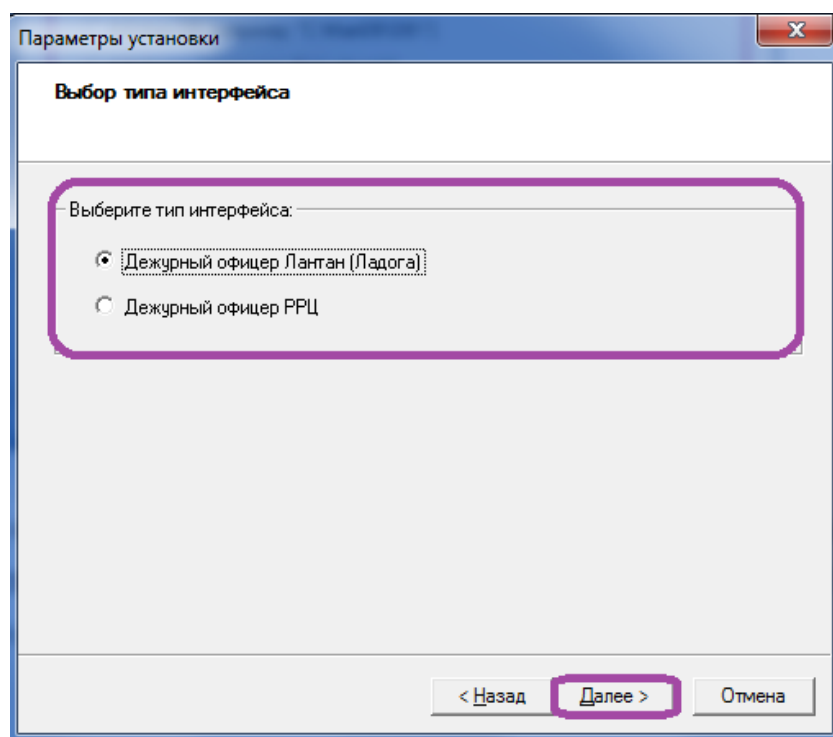 Параметры установки
Выбор типа интерфейса
Выберите тип интерфейса:
Дежурный офицер Лантан (Ладога)
Дежурный офицер РРЦ
< Назад Далее > Отмена